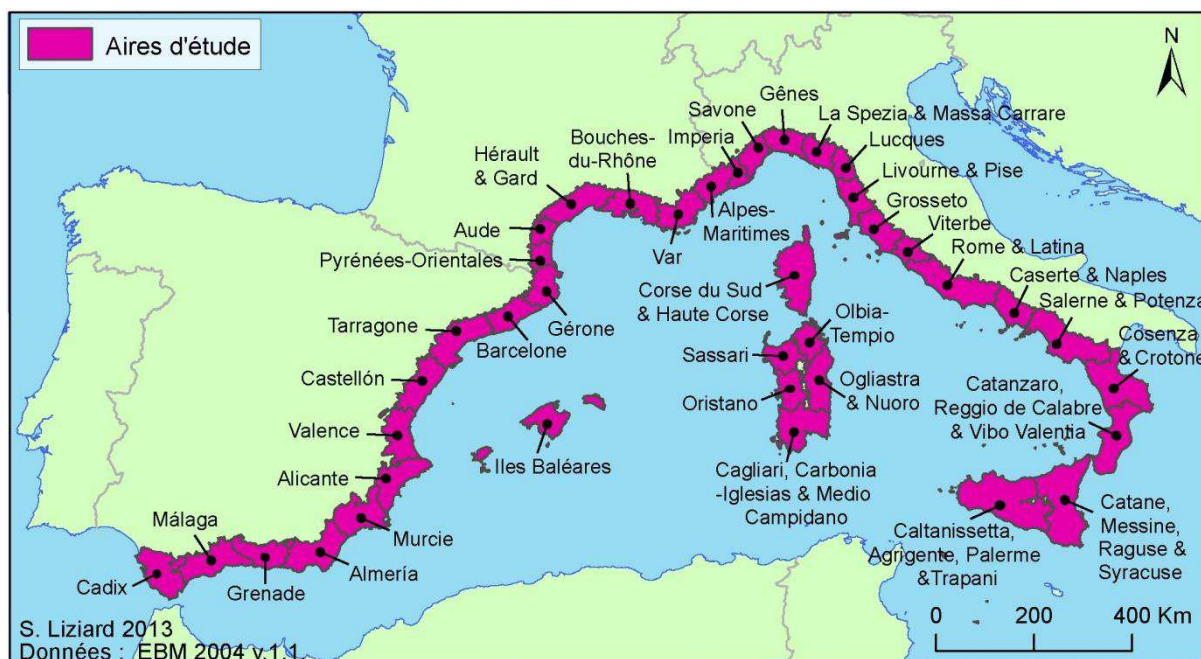 Aires d'étude
N
Gênes
Savone
La Spezia & Massa Carrare
Imperia
Lucques
Bouches-
du-Rhône
Hérault
& Gard
Livourne & Pise
Grosseto
Alpes-
Maritimes
Viterbe
Aude
Var
Rome & Latina
Pyrénées-Orientales
Caserte & Naples
Corse du Sud
& Haute Corse
Salerne & Potenza
Gérone
Olbia-
Tempio
Tarragone
Barcelone
Cosenza
& Crotone
Sassari
Castellón
Ogliastra
& Nuoro
Catanzaro,
Reggio de Calabre
& Vibo Valentia
Oristano
Valence
Iles Baléares
Alicante
Cagliari, Carbonia
-Iglesias & Medio
Campidano
Málaga
Murcie
Caltanissetta,
Agrigente, Palerme
&Trapani
Catane,
Messine,
Raguse &
Syracuse
Almería
Cadix
Grenade
0 200 400 Km
S. Liziard 2013
Données : EBM 2004 v.1.1.